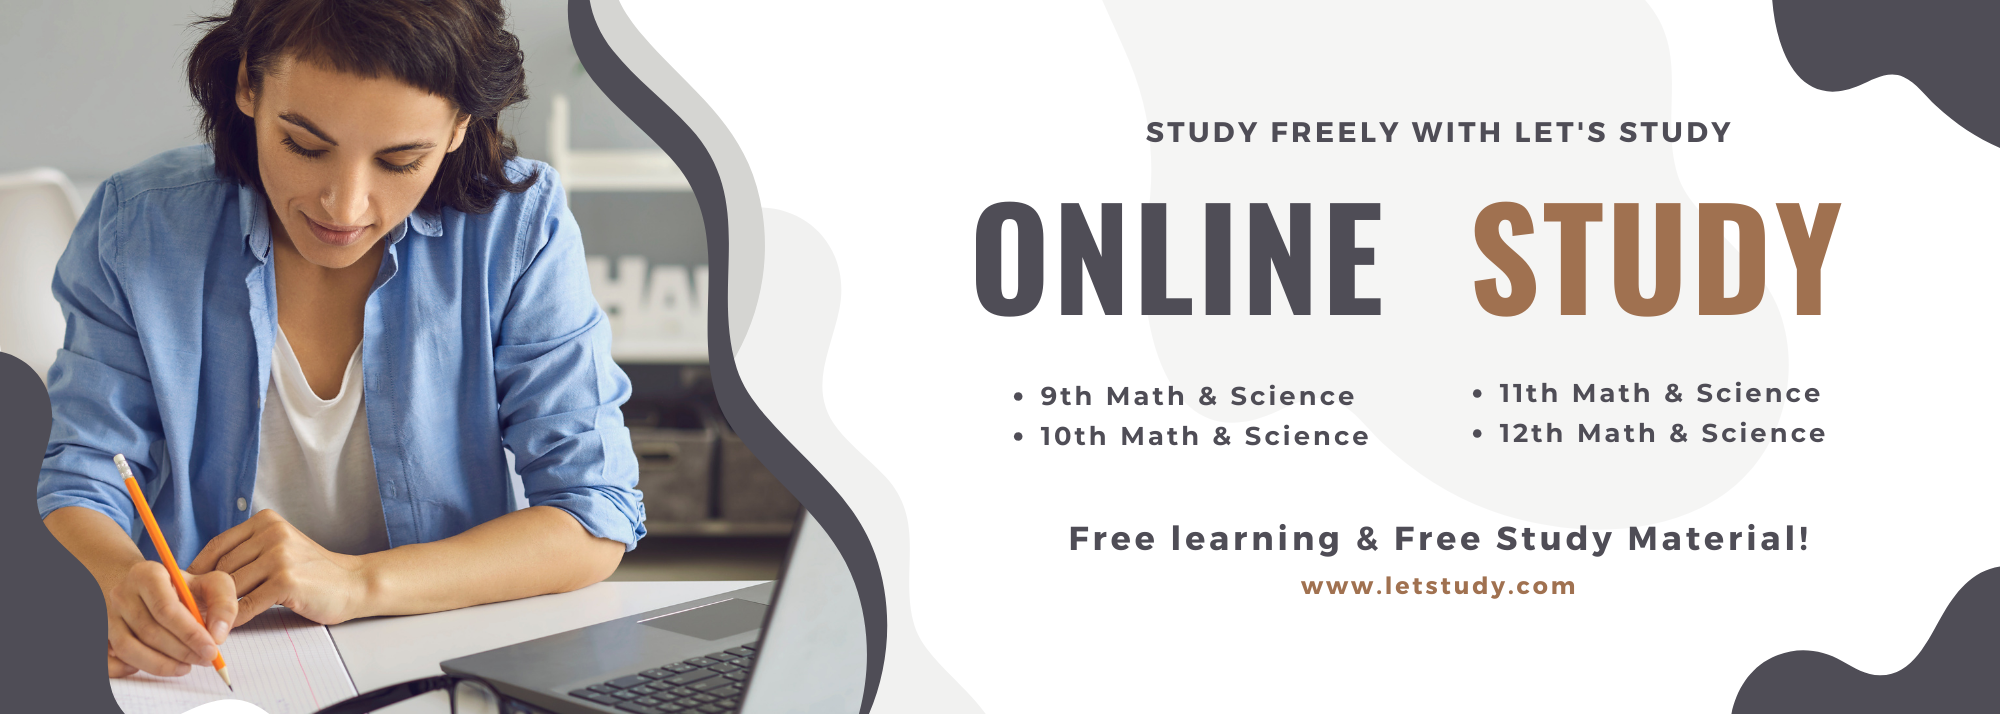 STUDY FREELY WITH LET'S STUDY
ONLINE STUDY
• 9th Math & Science
• 10th Math & Science
• 11th Math & Science
• 12th Math & Science
Free learning & Free Study Material!
www.letstudy.com